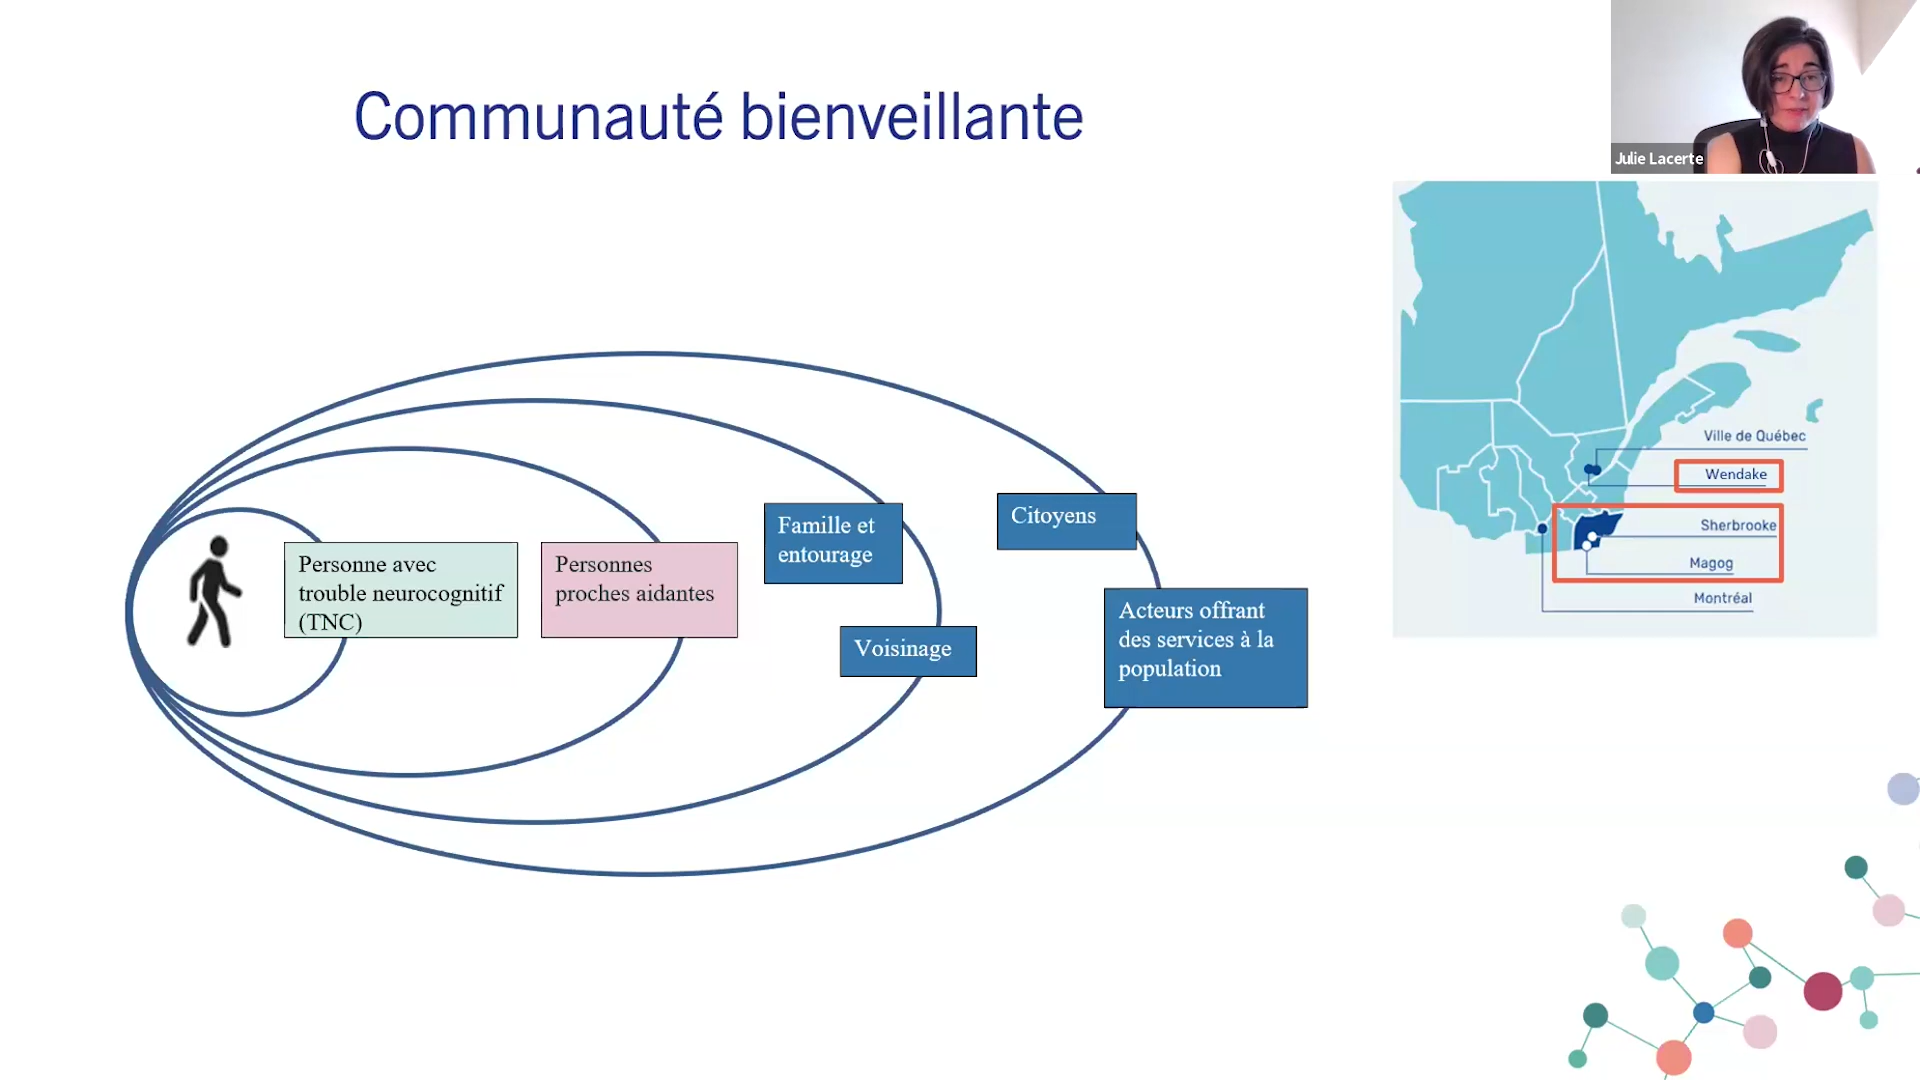 Communauté bienveillante
Julie Lacerte
Personne avec
trouble neurocognitif
(TNC)
Personnes
proches aidantes
Famille et
entourage
Voisinage
Citoyens
Acteurs offrant
des services à la
population
Ville de Québec
Wendake
Sherbrooke
Magog
Montréal